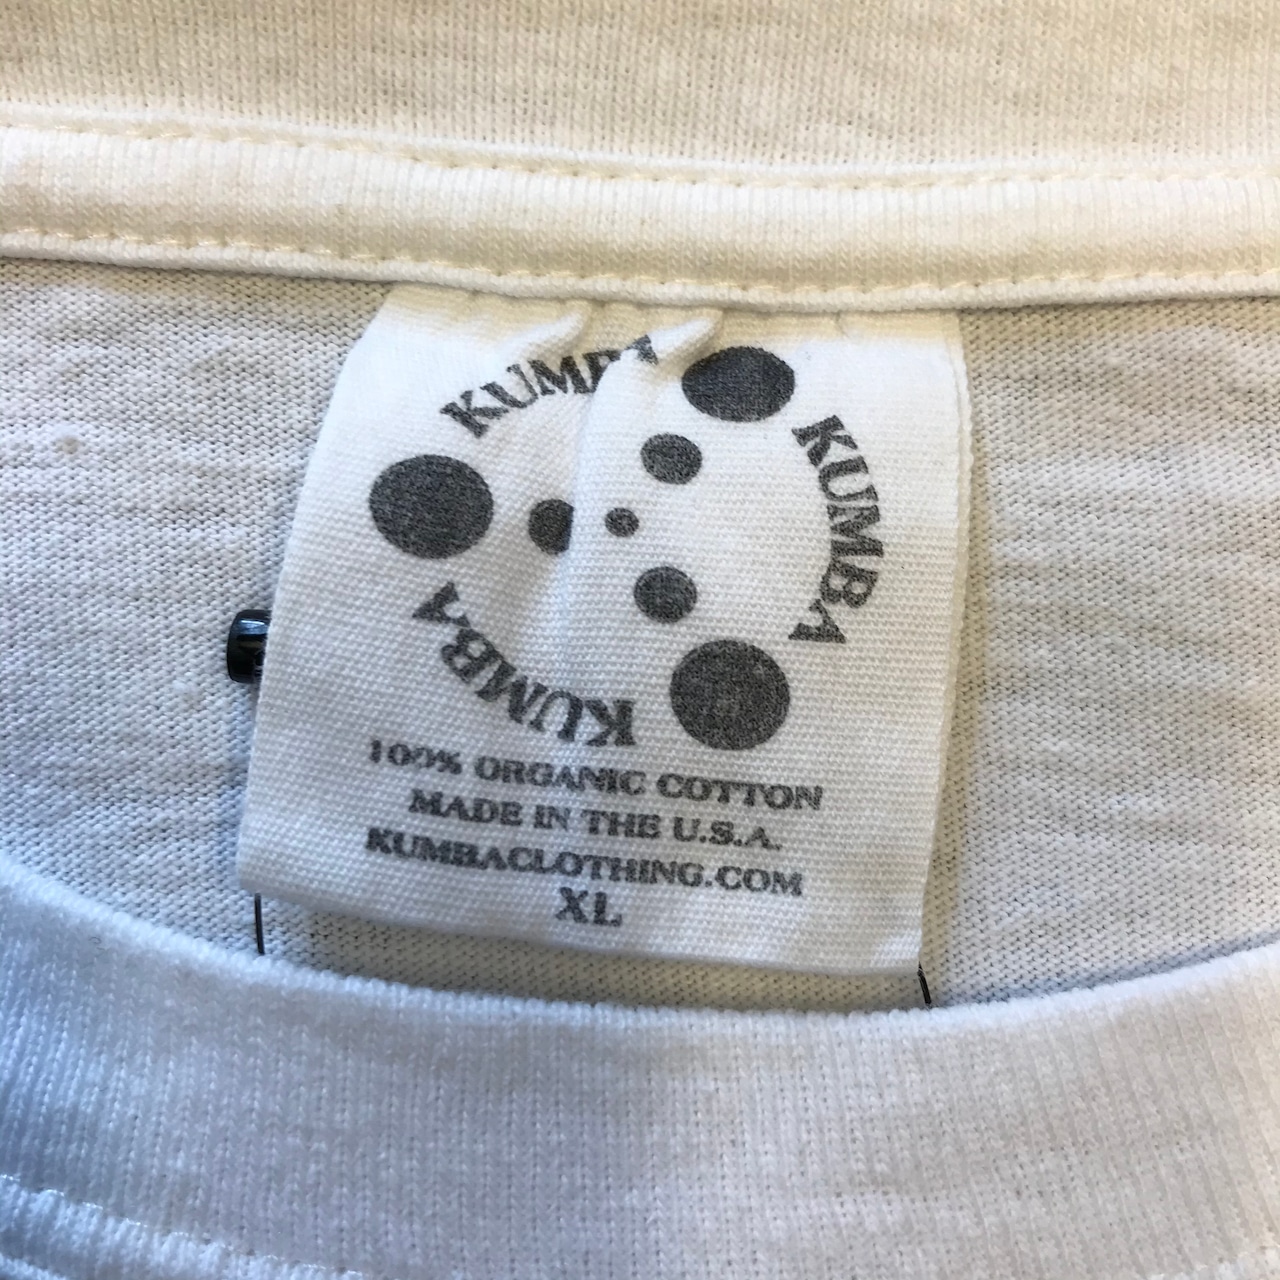 KUMBA
KUMBA
KUMBA
100% ORGANIC COTTON
MADE IN THE U.S.A.
KUMBACLOTHING.COM
XL